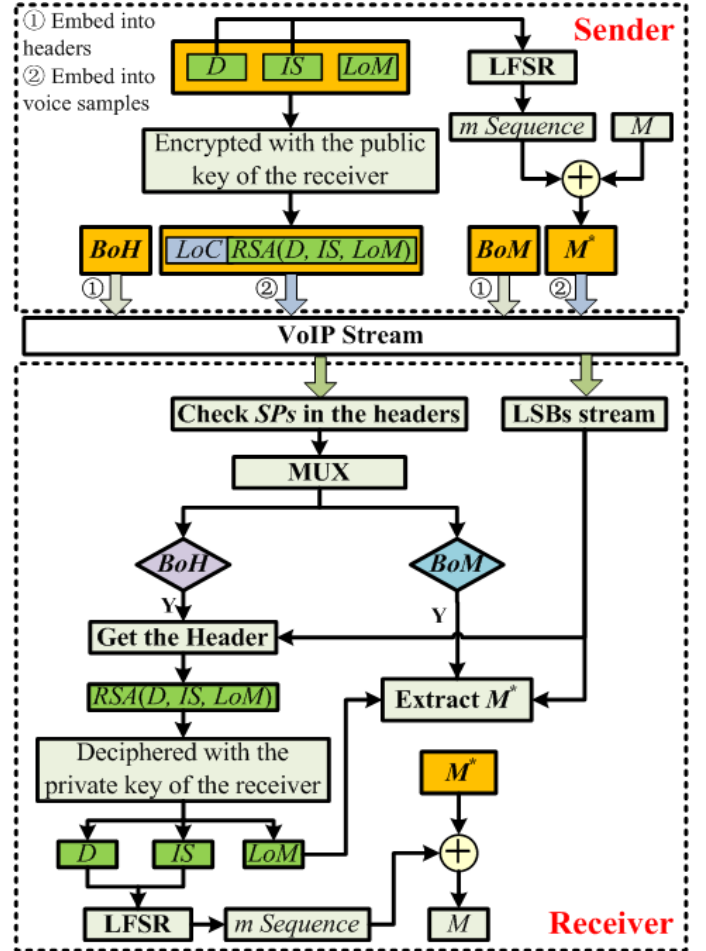 ① Embed into
headers
② Embed into
voice samples
Sender
D
IS
LoM
LFSR
m Sequence
M
Encrypted with the public
key of the receiver
BoH
LoC
RSA(D, IS, LoM)
BoM
M*
①
②
①
②
VoIP Stream
Check SPs in the headers
LSBs stream
MUX
BoH
BoM
Y
Y
Get the Header
RSA(D, IS, LoM)
Extract M*
Deciphered with the
private key of the receiver
M*
D
IS
LoM
LFSR
m Sequence
M
Receiver